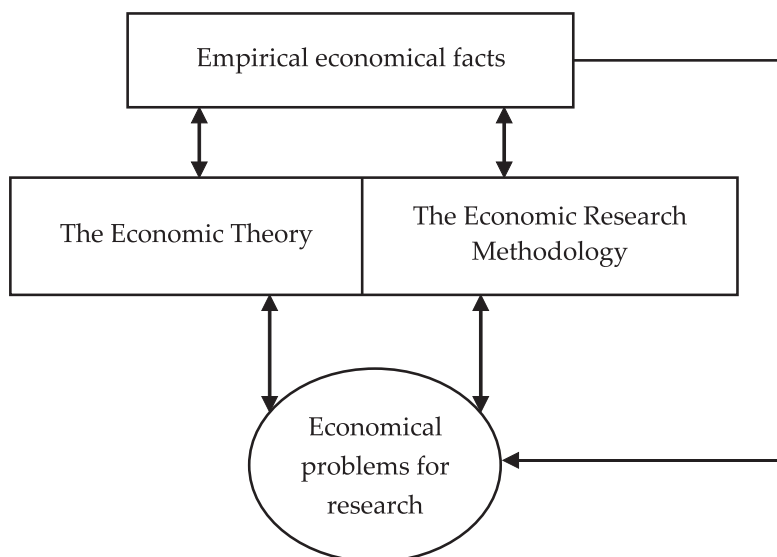 Empirical economical facts
The Economic Theory
The Economic Research
Methodology
Economical
problems for
research